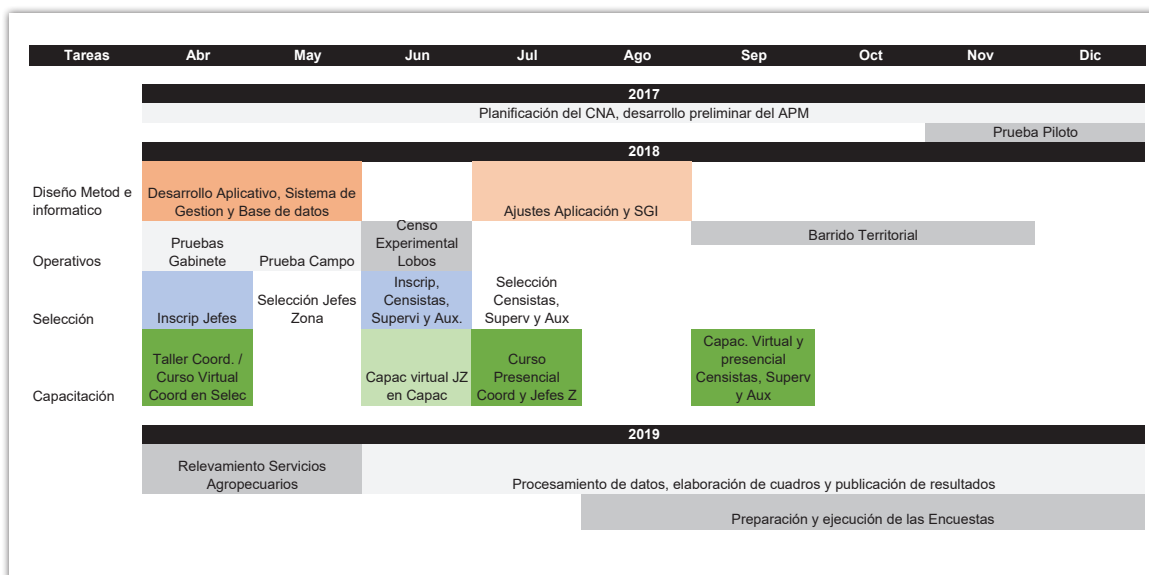 Tareas Abr May Jun Jul Ago Sep Oct Nov Dic
2017
Planificación del CNA, desarrollo preliminar del APM
Prueba Piloto
2018
Diseño Metod e
informatico
Desarrollo Aplicativo, Sistema de
Gestion y Base de datos
Ajustes Aplicación y SGI
Operativos
Pruebas
Gabinete
Prueba Campo
Censo
Experimental
Lobos
Barrido Territorial
Selección
Inscrip Jefes
Selección Jefes
Zona
Inscrip,
Censistas,
Supervi y Aux.
Selección
Censistas,
Superv y Aux
Capacitación
Taller Coord. /
Curso Virtual
Coord en Selec
Capac virtual JZ
en Capac
Curso
Presencial
Coord y Jefes Z
Capac. Virtual y
presencial
Censistas, Superv
y Aux
2019
Relevamiento Servicios
Agropecuarios
Procesamiento de datos, elaboración de cuadros y publicación de resultados
Preparación y ejecución de las Encuestas